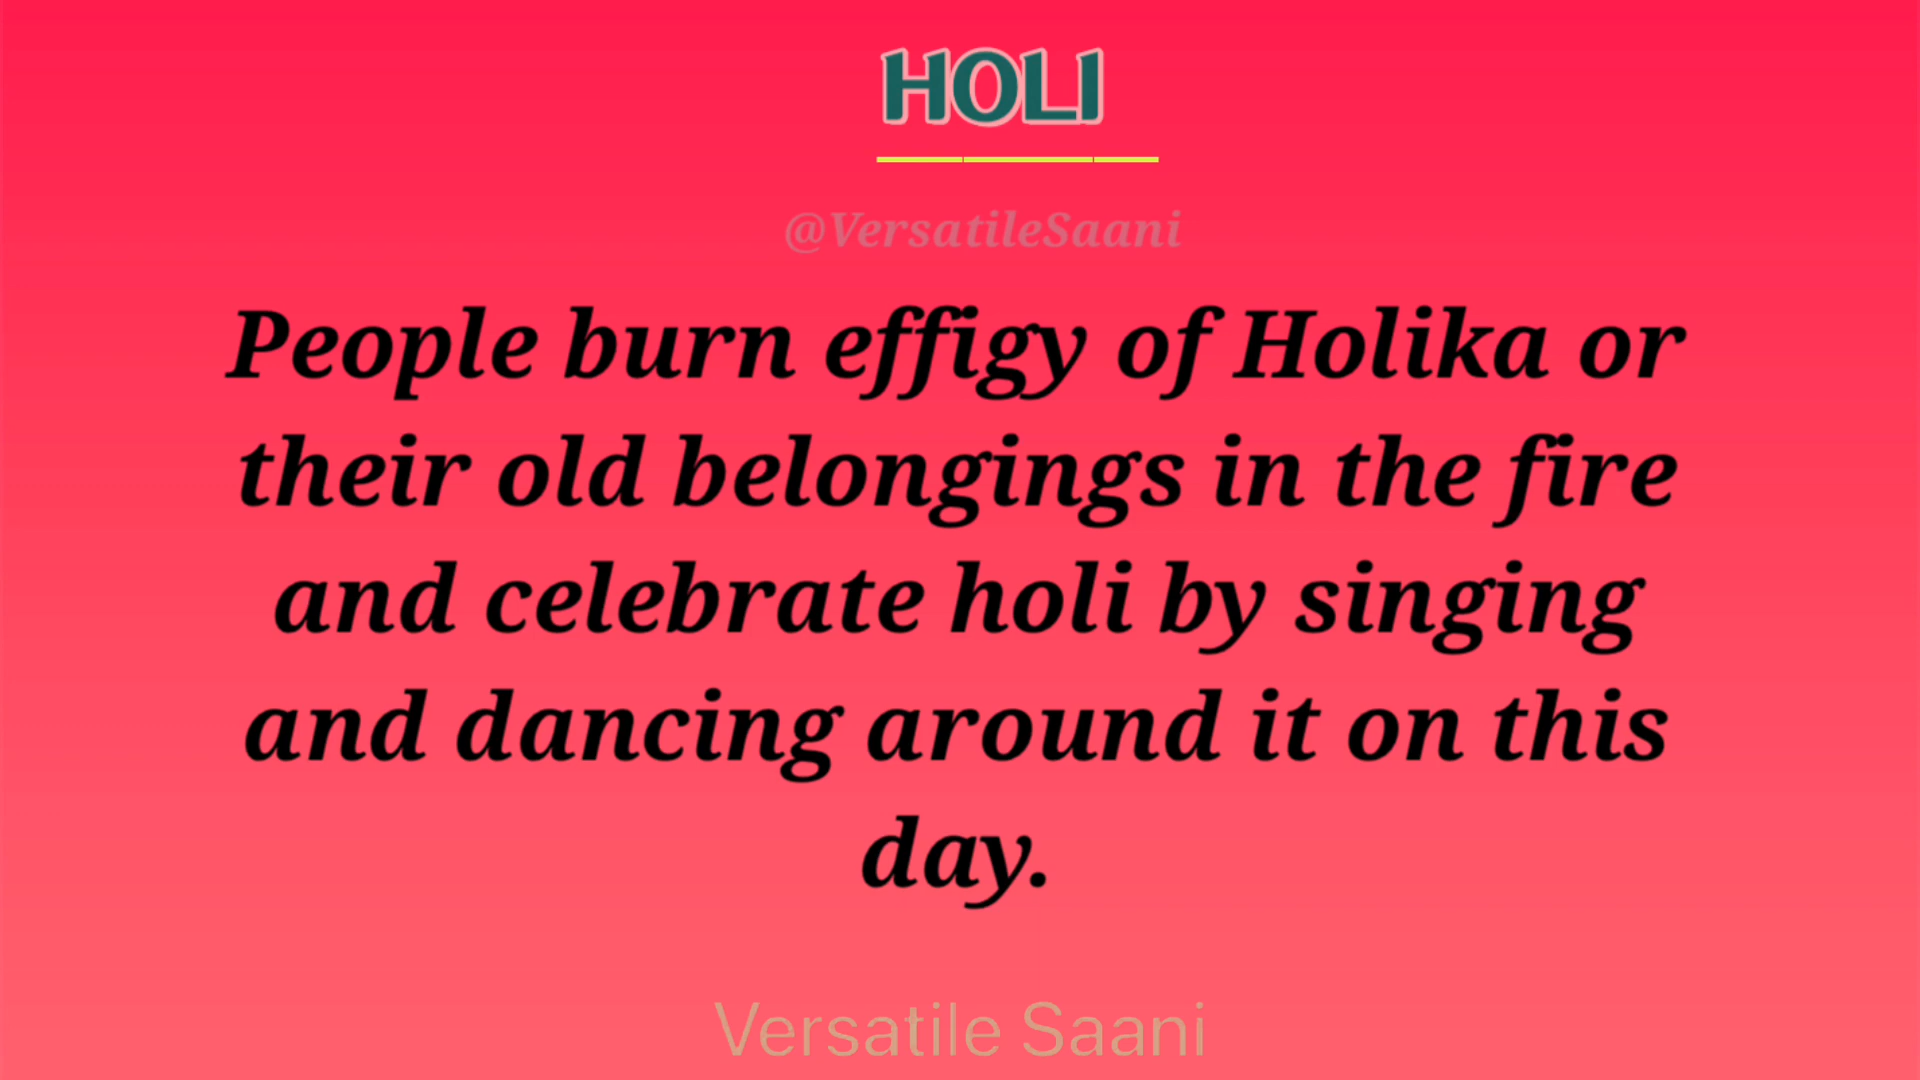 HOLI
@VersatileSaani
People burn effigy of Holika or
their old belongings in the fire
and celebrate holi by singing
and dancing around it on this
day.
Versatile Saani